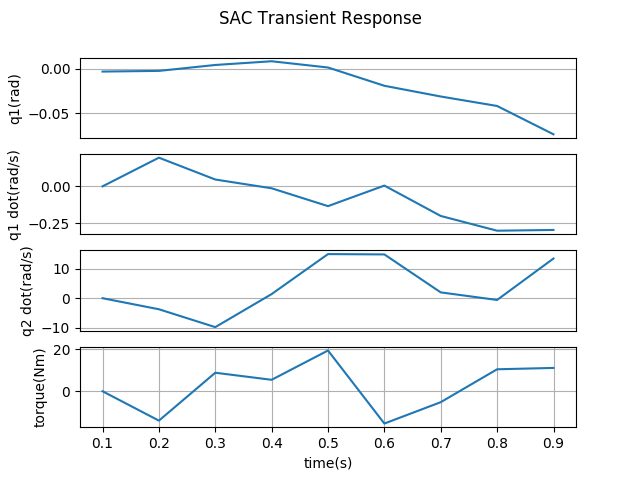 SAC Transient Response
q1(rad)
0.00
−0.05
q1 dot(rad/s)
0.00
−0.25
q2 dot(rad/s)
10
0
−10
torque(Nm)
20
0
0.1 0.2 0.3 0.4 0.5 0.6 0.7 0.8 0.9
time(s)